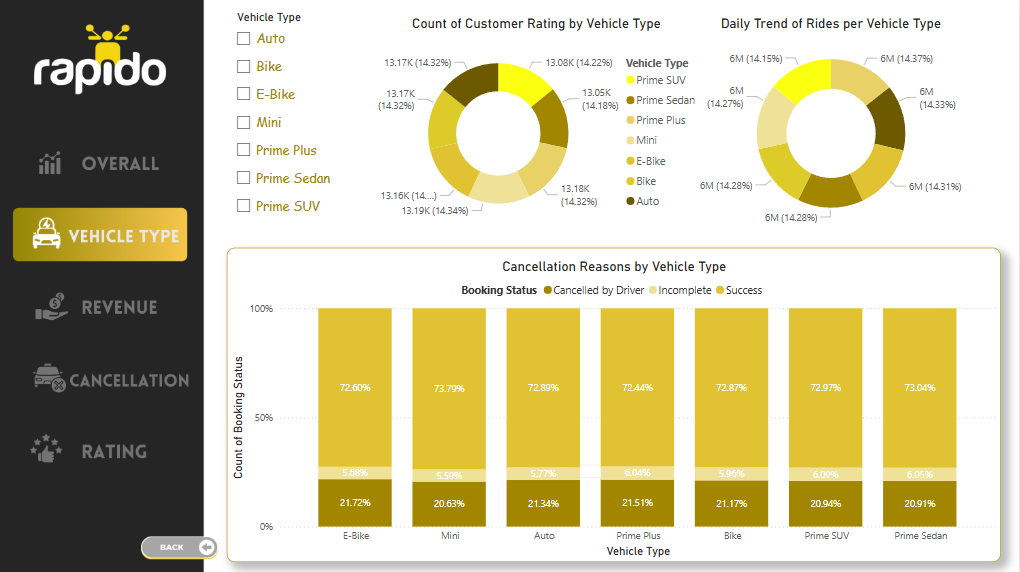 rapido
OVERALL
VEHICLE TYPE
REVENUE
CANCELLATION
RATING
BACK
Vehicle Type
Auto
Bike
E-Bike
Mini
Prime Plus
Prime Sedan
Prime SUV
Count of Customer Rating by Vehicle Type
13.17K (14.32%)
13.08K (14.22%)
13.17K
(14.32%)
13.05K
(14.18%)
13.16K (14....)
13.18K
(14.32%)
13.19K (14.34%)
Vehicle Type
Prime SUV
Prime Sedan
Prime Plus
Mini
E-Bike
Bike
Auto
Daily Trend of Rides per Vehicle Type
6M (14.15%)
6M (14.37%)
6M
(14.27%)
6M
(14.33%)
6M (14.28%)
6M (14.31%)
6M (14.28%)
Cancellation Reasons by Vehicle Type
Booking Status Cancelled by Driver Incomplete Success
Count of Booking Status
100%
50%
0%
72.60% 73.79% 72.89% 72.44% 72.87% 72.97% 73.04%
5.68% 5.59% 5.77% 6.04% 5.96% 6.09% 6.05%
21.72% 20.63% 21.34% 21.51% 21.17% 20.94% 20.91%
E-Bike Mini Auto Prime Plus Bike Prime SUV Prime Sedan
Vehicle Type